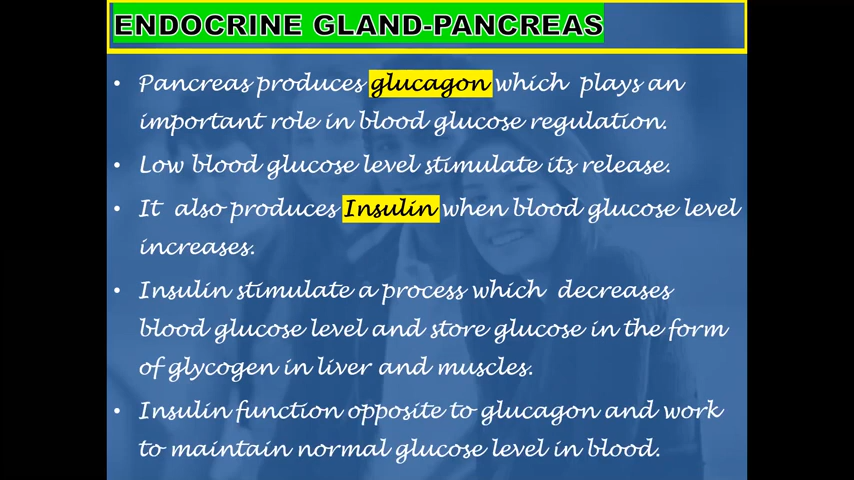 ENDOCRINE GLAND-PANCREAS
• Pancreas produces glucagon which plays an
important role in blood glucose regulation.
• Low blood glucose level stimulate its release.
• It also produces Insulin when blood glucose level
increases.
• Insulin stimulate a process which decreases
blood glucose level and store glucose in the form
of glycogen in liver and muscles.
• Insulin function opposite to glucagon and work
to maintain normal glucose level in blood.